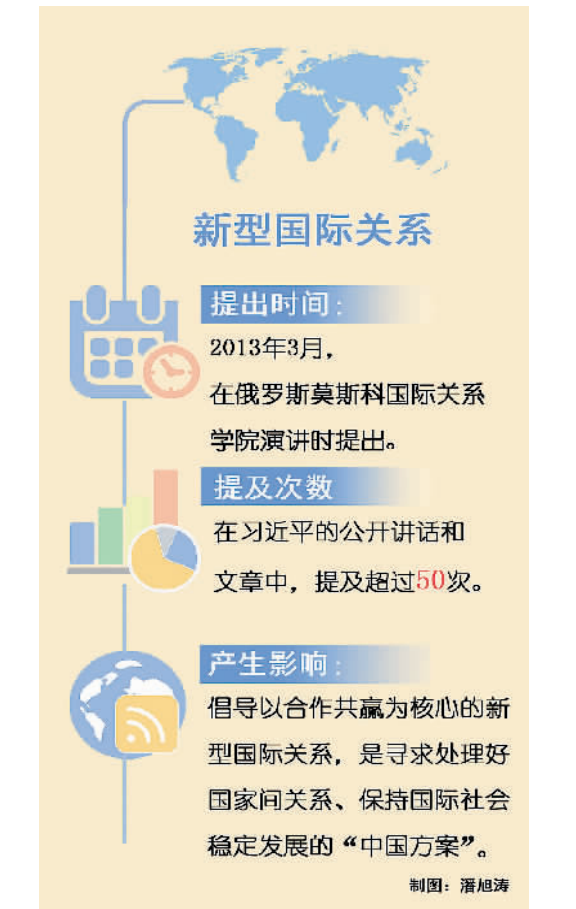 新型国际关系
提出时间：
2013年3月，
在俄罗斯莫斯科国际关系
学院演讲时提出。
提及次数
在习近平的公开讲话和
文章中，提及超过50次。
产生影响：
倡导以合作共赢为核心的新
型国际关系，是寻求处理好
国家间关系、保持国际社会
稳定发展的“中国方案”。
制图：潘旭涛